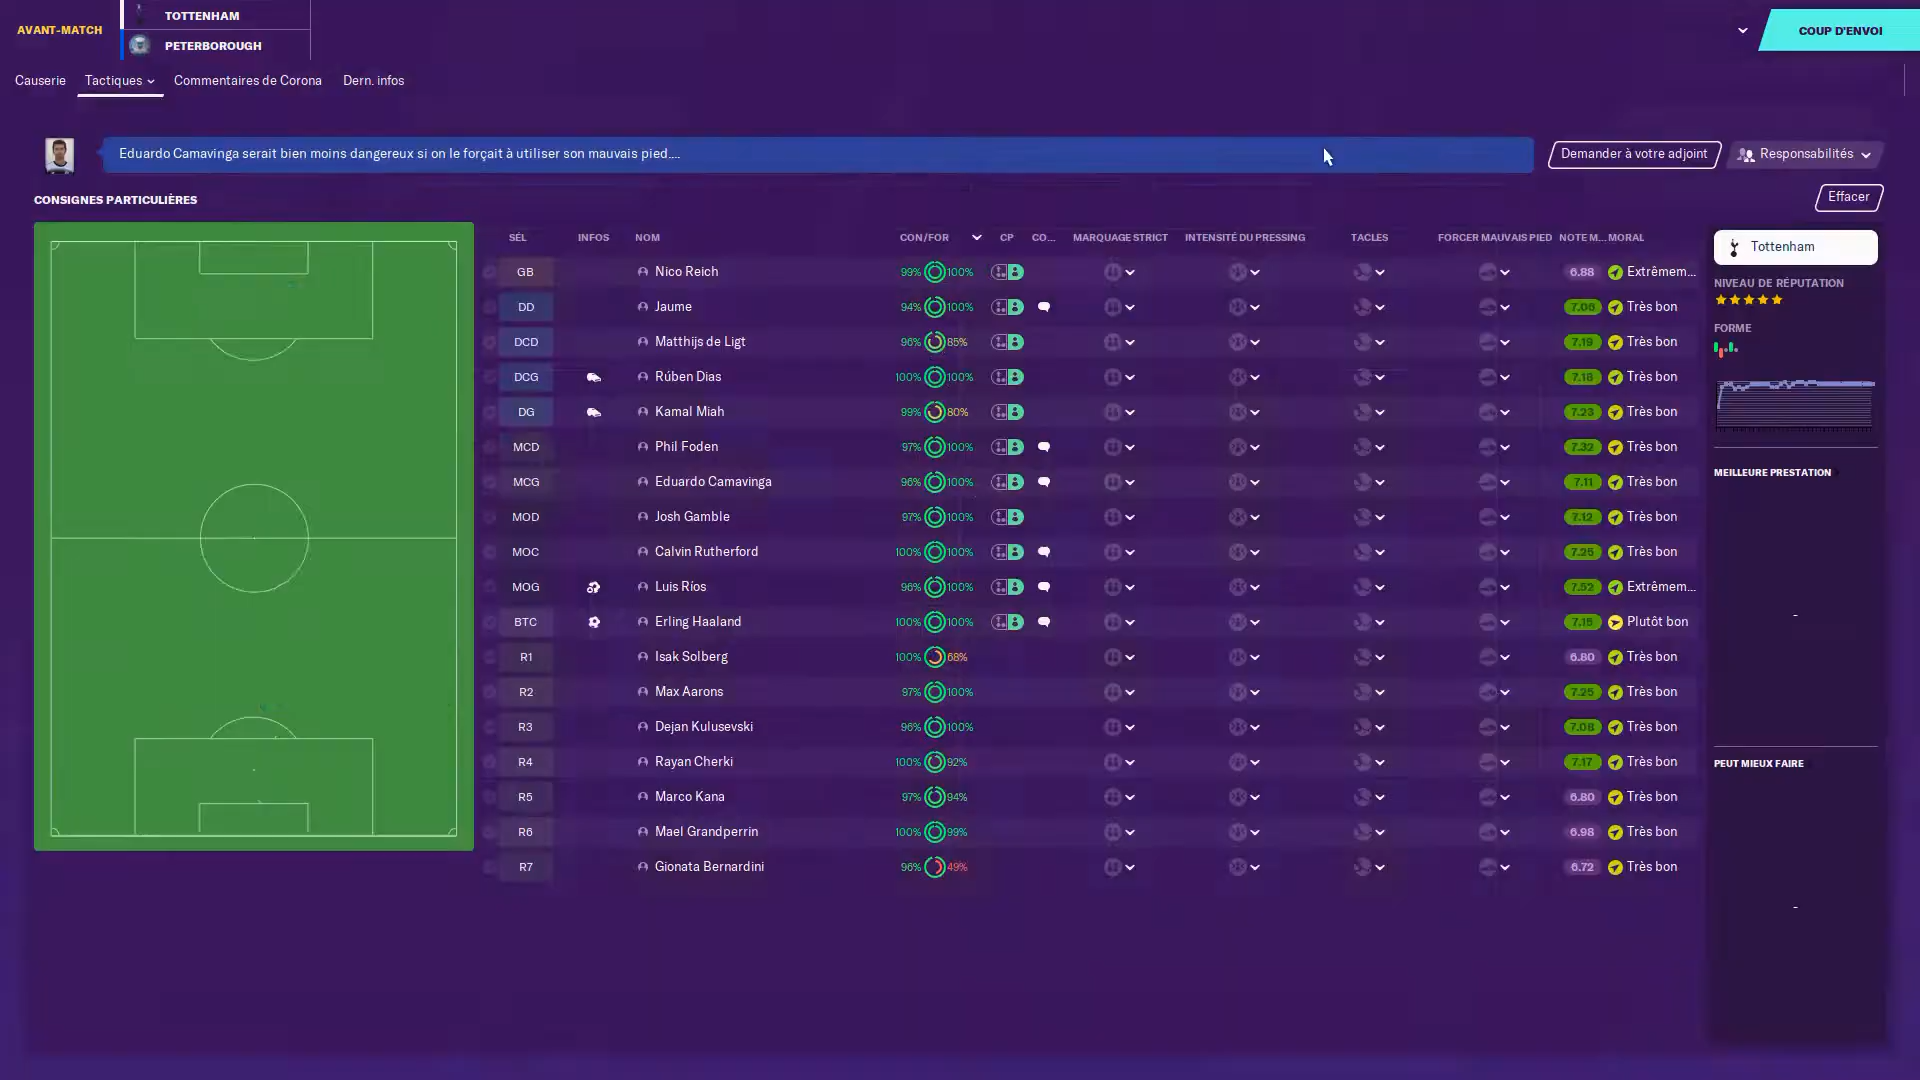 AVANT-MATCH
TOTTENHAM
PETERBOROUGH
COUP D'ENVOI
Causerie Tactiques Commentaires de Corona Dern. infos
Eduardo Camavinga serait bien moins dangereux si on le forçait à utiliser son mauvais pied....
Demander à votre adjoint
Responsabilités
CONSIGNES PARTICULIÈRES
Effacer
SÉL INFOS NOM CON/FOR CP CO... MARQUAGE STRICT INTENSITÉ DU PRESSING TACLES FORCER MAUVAIS PIED NOTE M... MORAL
GB Nico Reich 99% 100% 6.88 Extrêmem...
DD Jaume 94% 100% 7.06 Très bon
DCD Matthijs de Ligt 96% 85% 7.19 Très bon
DCG Rúben Dias 100% 100% 7.18 Très bon
DG Kamal Miah 99% 80% 7.23 Très bon
MCD Phil Foden 97% 100% 7.32 Très bon
MCG Eduardo Camavinga 96% 100% 7.11 Très bon
MOD Josh Gamble 97% 100% 7.12 Très bon
MOC Calvin Rutherford 100% 100% 7.25 Très bon
MOG Luis Ríos 96% 100% 7.52 Extrêmem...
BTC Erling Haaland 100% 100% 7.15 Plutôt bon
R1 Isak Solberg 100% 68% 6.80 Très bon
R2 Max Aarons 97% 100% 7.25 Très bon
R3 Dejan Kulusevski 96% 100% 7.08 Très bon
R4 Rayan Cherki 100% 92% 7.17 Très bon
R5 Marco Kana 97% 94% 6.80 Très bon
R6 Mael Grandperrin 100% 99% 6.98 Très bon
R7 Gionata Bernardini 96% 49% 6.72 Très bon
Tottenham
NIVEAU DE RÉPUTATION
FORME
MEILLEURE PRESTATION
-
PEUT MIEUX FAIRE
-